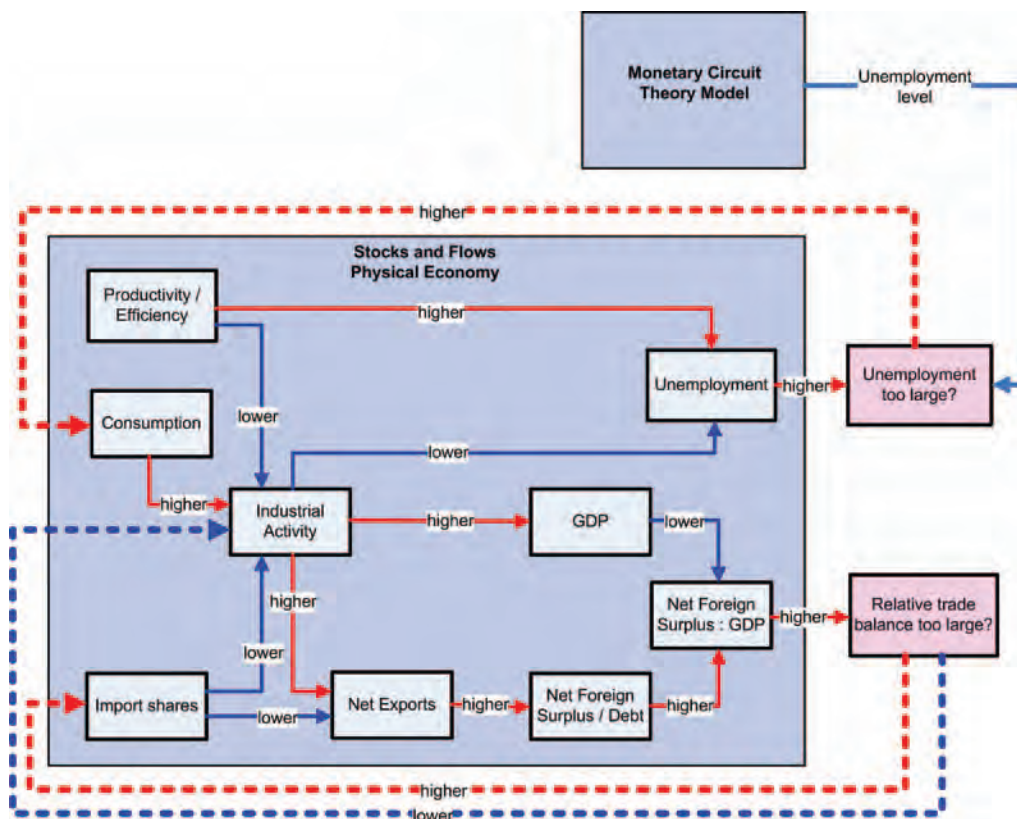 Monetary Circuit
Theory Model
Unemployment
level
higher
Stocks and Flows
Physical Economy
Productivity /
Efficiency
higher
Unemployment
higher
Unemployment
too large?
Consumption
lower
lower
higher
Industrial
Activity
higher
GDP
lower
higher
Net Foreign
Surplus : GDP
higher
Relative trade
balance too large?
lower
Import shares
lower
Net Exports
higher
Net Foreign
Surplus / Debt
higher
higher
lower